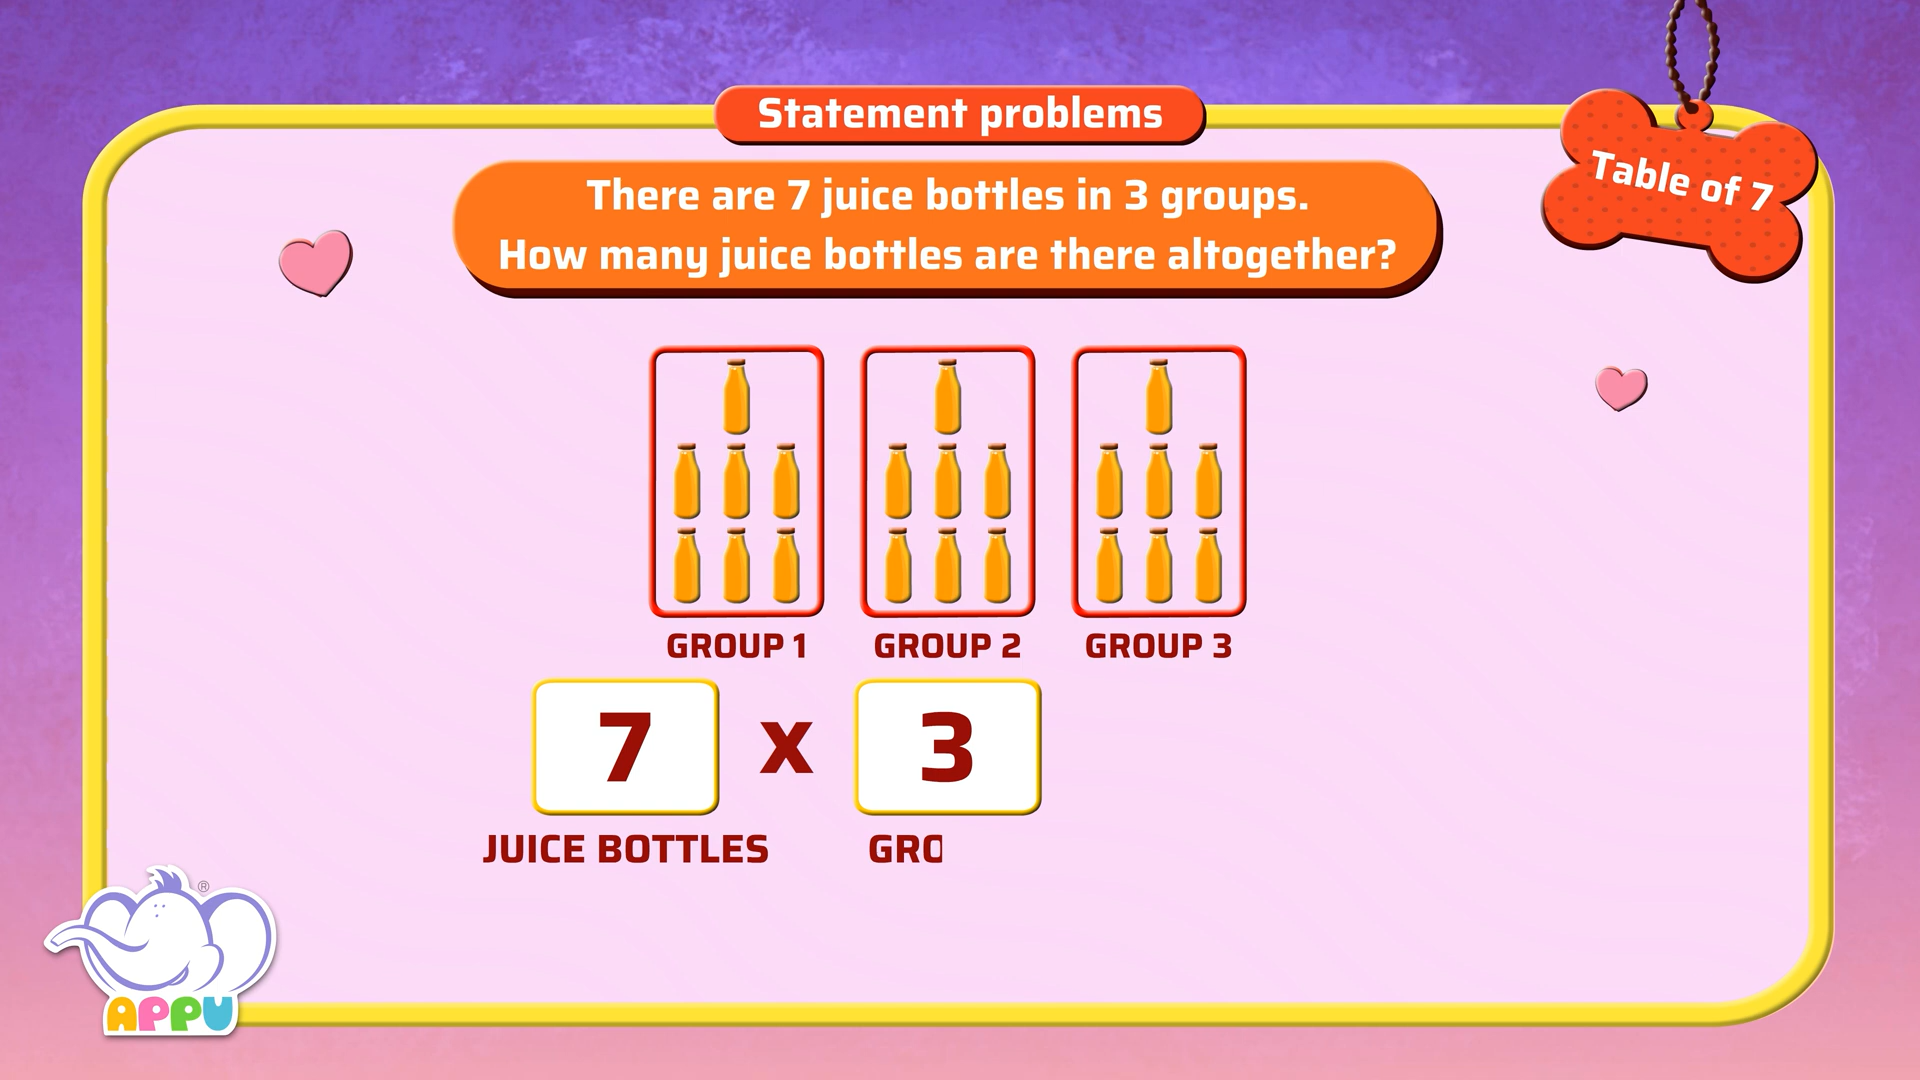 Statement problems
Table of 7
There are 7 juice bottles in 3 groups.
How many juice bottles are there altogether?
GROUP 1 GROUP 2 GROUP 3
7 x 3
JUICE BOTTLES GRO
®
APPU